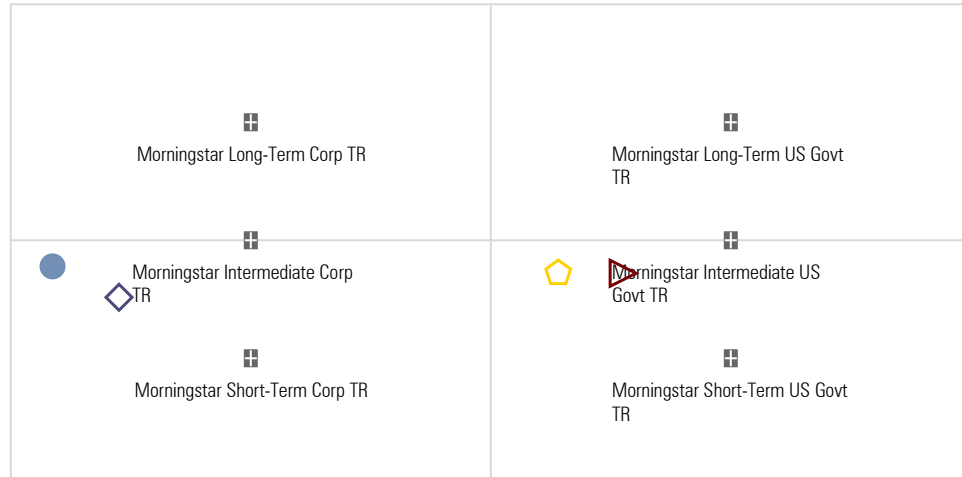 Morningstar Long-Term Corp TR
Morningstar Long-Term US Govt
TR
Morningstar Intermediate Corp
TR
Morningstar Intermediate US
Govt TR
Morningstar Short-Term Corp TR
Morningstar Short-Term US Govt
TR